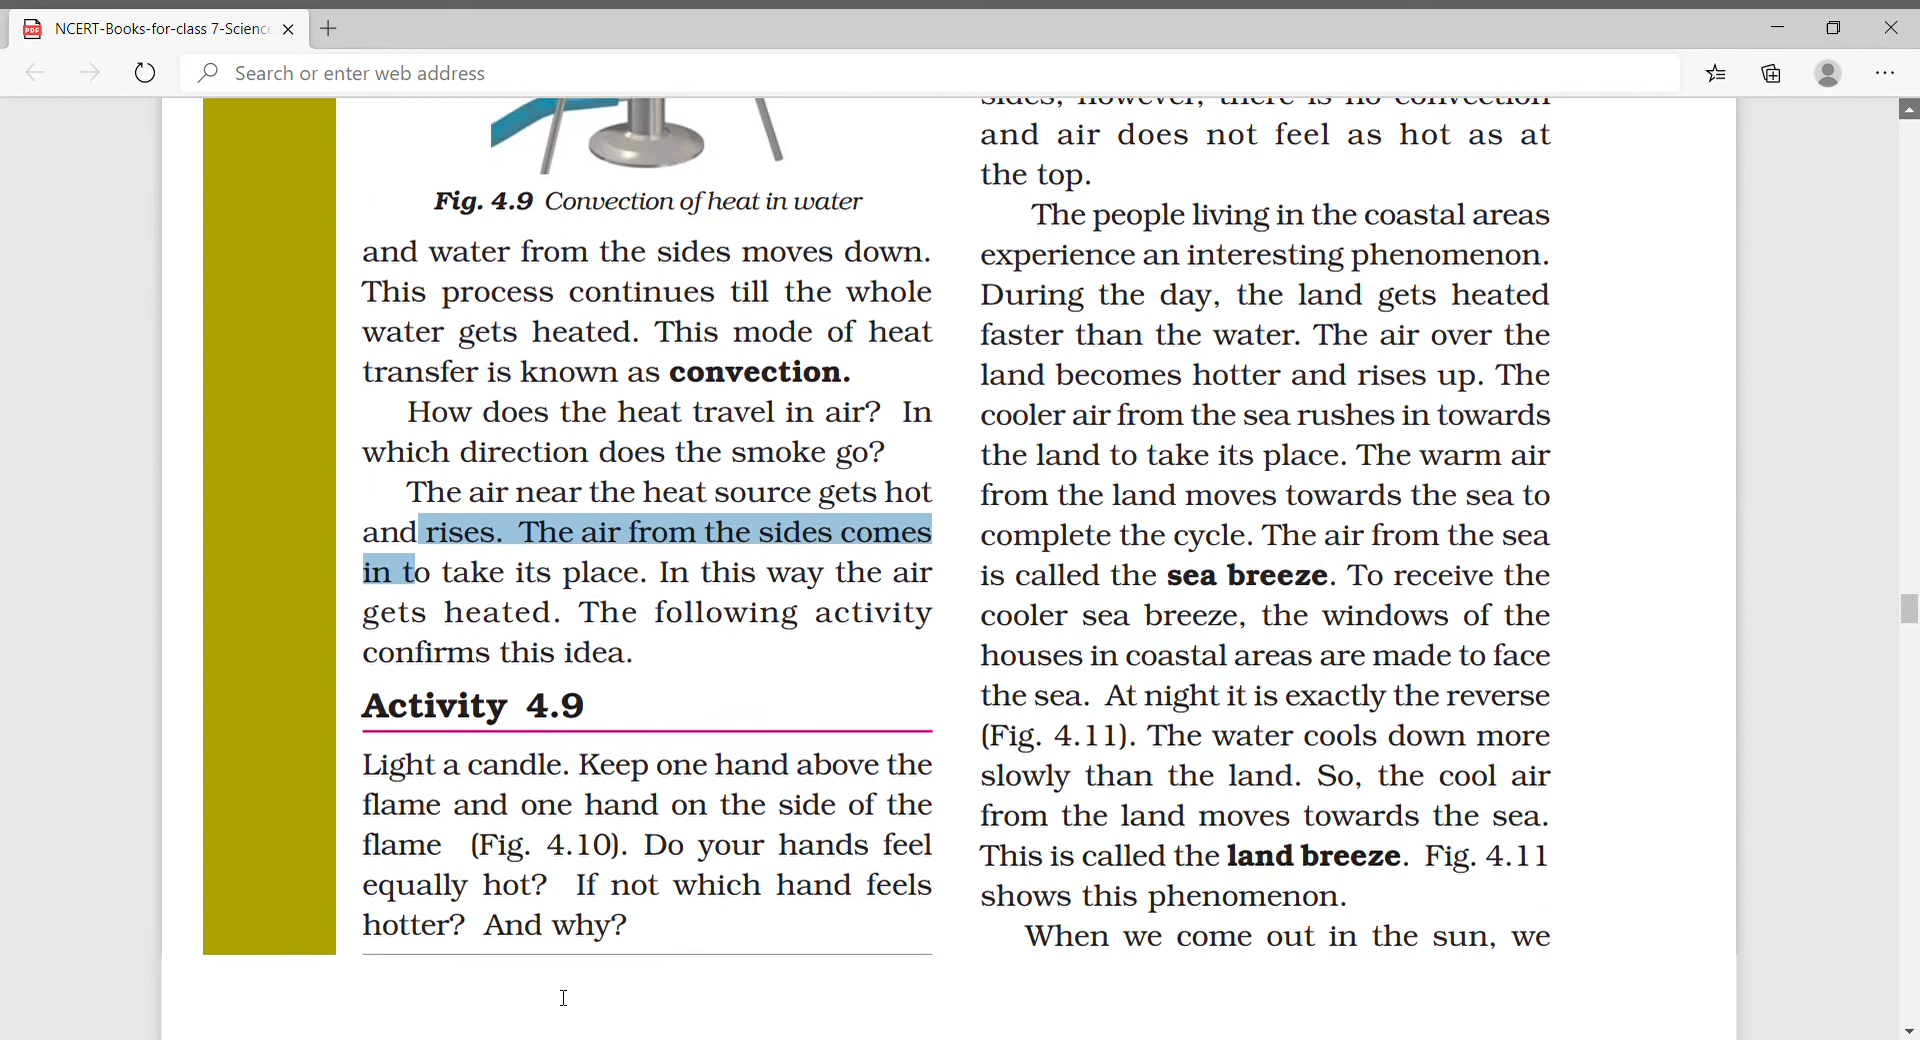 NCERT-Books-for-class 7-Science
Search or enter web address
Fig. 4.9 Convection of heat in water
and water from the sides moves down.
This process continues till the whole
water gets heated. This mode of heat
transfer is known as convection.
How does the heat travel in air? In
which direction does the smoke go?
The air near the heat source gets hot
and rises. The air from the sides comes
in to take its place. In this way the air
gets heated. The following activity
confirms this idea.
Activity 4.9
Light a candle. Keep one hand above the
flame and one hand on the side of the
flame (Fig. 4.10). Do your hands feel
equally hot? If not which hand feels
hotter? And why?
sides, however, there is no convection
and air does not feel as hot as at
the top.
The people living in the coastal areas
experience an interesting phenomenon.
During the day, the land gets heated
faster than the water. The air over the
land becomes hotter and rises up. The
cooler air from the sea rushes in towards
the land to take its place. The warm air
from the land moves towards the sea to
complete the cycle. The air from the sea
is called the sea breeze. To receive the
cooler sea breeze, the windows of the
houses in coastal areas are made to face
the sea. At night it is exactly the reverse
(Fig. 4.11). The water cools down more
slowly than the land. So, the cool air
from the land moves towards the sea.
This is called the land breeze. Fig. 4.11
shows this phenomenon.
When we come out in the sun, we